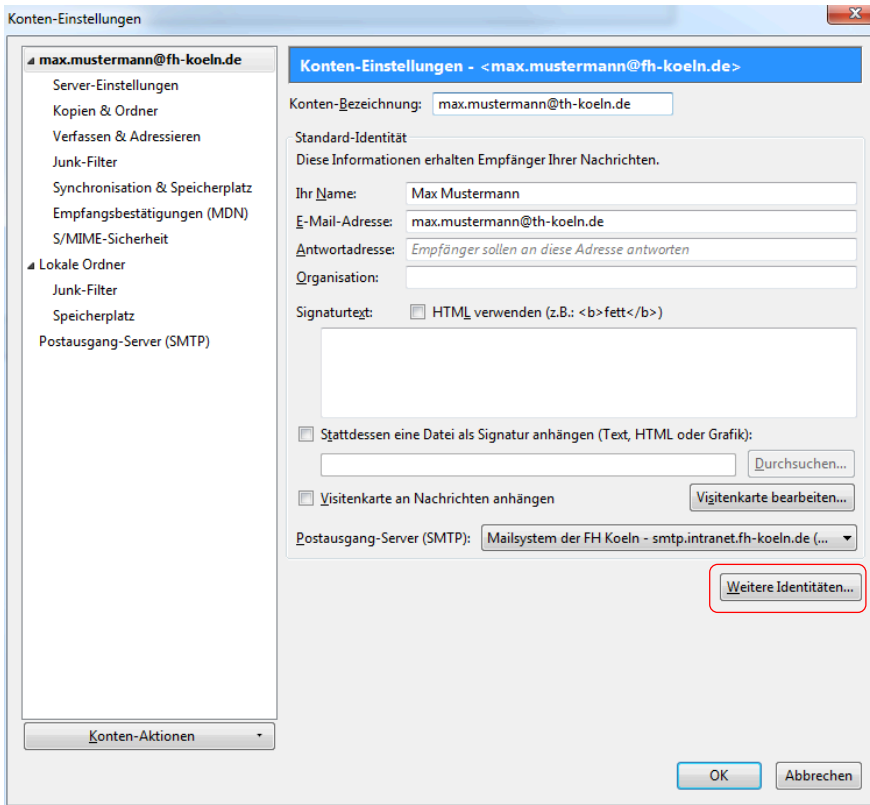 Konten-Einstellungen
max.mustermann@fh-koeln.de
Server-Einstellungen
Kopien & Ordner
Verfassen & Adressieren
Junk-Filter
Synchronisation & Speicherplatz
Empfangsbestätigungen (MDN)
S/MIME-Sicherheit
Lokale Ordner
Junk-Filter
Speicherplatz
Postausgang-Server (SMTP)
Konten-Aktionen
Konten-Einstellungen - <max.mustermann@fh-koeln.de>
Konten-Bezeichnung: max.mustermann@th-koeln.de
Standard-Identität
Diese Informationen erhalten Empfänger Ihrer Nachrichten.
Ihr Name: Max Mustermann
E-Mail-Adresse: max.mustermann@th-koeln.de
Antwortadresse: Empfänger sollen an diese Adresse antworten
Organisation:
Signaturtext: HTML verwenden (z.B.: <b>fett</b>)
Stattdessen eine Datei als Signatur anhängen (Text, HTML oder Grafik):
Durchsuchen...
Visitenkarte an Nachrichten anhängen Visitenkarte bearbeiten...
Postausgang-Server (SMTP): Mailsystem der FH Koeln - smtp.intranet.fh-koeln.de (...
Weitere Identitäten...
OK Abbrechen